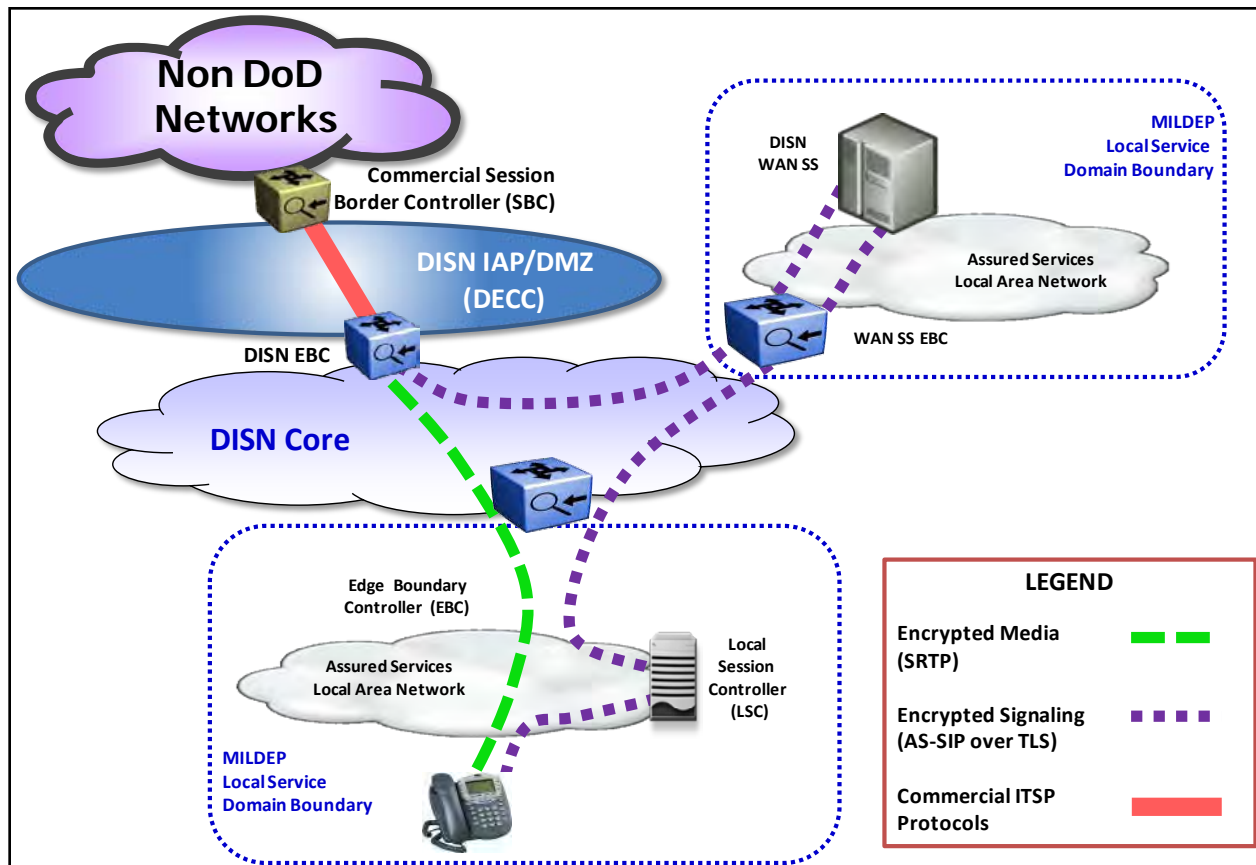 Non DoD
Networks
Commercial Session
Border Controller (SBC)
DISN IAP/DMZ
(DECC)
DISN EBC
DISN Core
DISN
WAN SS
MILDEP
Local Service
Domain Boundary
Assured Services
Local Area Network
WAN SS EBC
Edge Boundary
Controller (EBC)
Assured Services
Local Area Network
Local
Session
Controller
(LSC)
MILDEP
Local Service
Domain Boundary
LEGEND
Encrypted Media
(SRTP)
Encrypted Signaling
(AS-SIP over TLS)
Commercial ITSP
Protocols